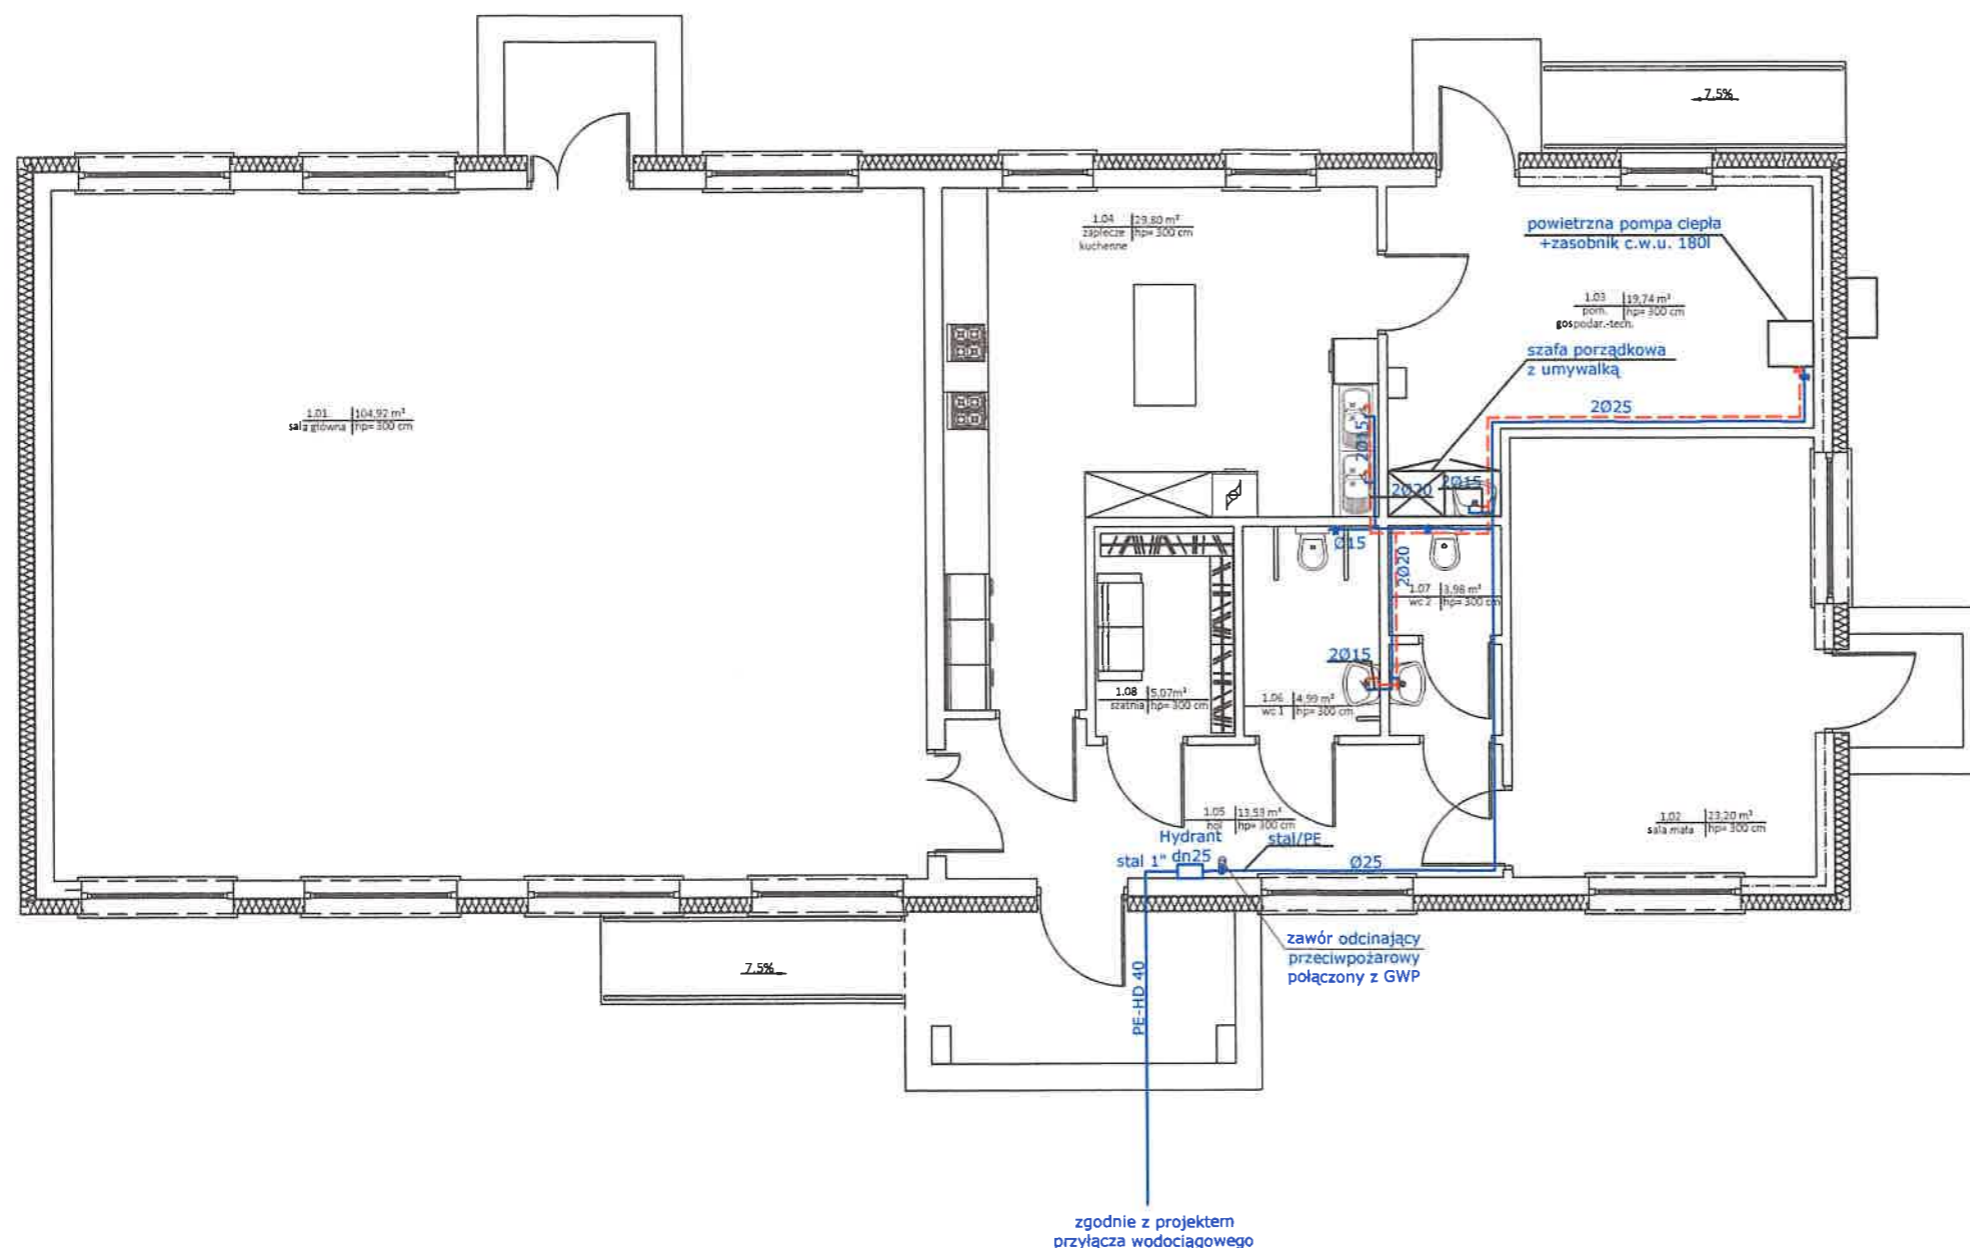 7.5%
1.04 29.80 m²
zaplecze hp= 300 cm
kuchenne
powietrzna pompa ciepła
+zasobnik c.w.u. 180l
1.03 19,74 m²
pom. hp= 300 cm
gospodar.-tech.
szafa porządkowa
z umywalką
2Ø25
1.01 104,92 m²
sala główna hp= 300 cm
2Ø15
2Ø20
2Ø15
Ø15
2Ø20
1.07 3,98 m²
wc 2 hp= 300 cm
2Ø15
1.08 5,07m²
szatnia hp= 300 cm
1.06 4,99 m²
wc 1 hp= 300 cm
1.05 13,53 m²
hol hp= 300 cm
1.02 23,20 m²
sala mała hp= 300 cm
Hydrant
stal 1" dn25
stal/PE
Ø25
zawór odcinający
przeciwpożarowy
połączony z GWP
7.5%
PE-HD 40
zgodnie z projektem
przyłącza wodociągowego